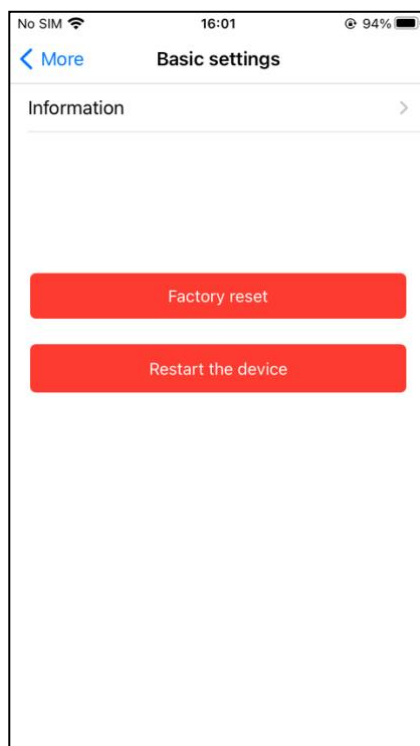 No SIM 16:01 94%
More Basic settings
Information
Factory reset
Restart the device